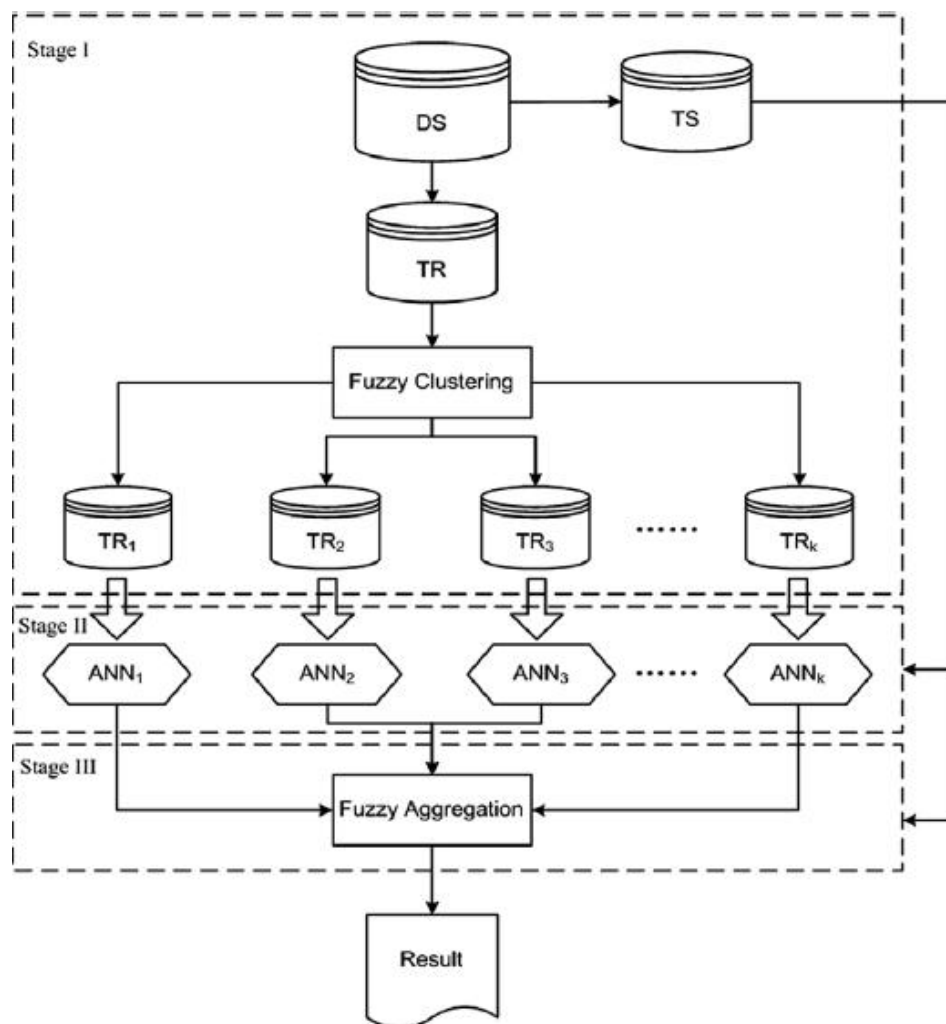 Stage I
DS
TS
TR
Fuzzy Clustering
TR₁
TR₂
TR₃
......
TRₖ
Stage II
ANN₁
ANN₂
ANN₃
......
ANNₖ
Stage III
Fuzzy Aggregation
Result